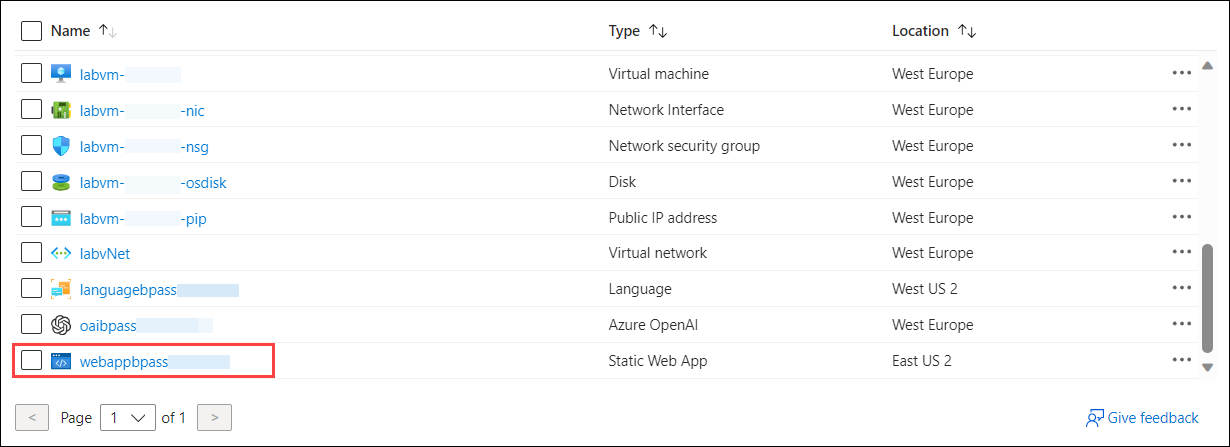 Name Type Location
labvm- Virtual machine West Europe
labvm- -nic Network Interface West Europe
labvm- -nsg Network security group West Europe
labvm- -osdisk Disk West Europe
labvm- -pip Public IP address West Europe
labvNet Virtual network West Europe
languagebpass Language West US 2
oaibpass Azure OpenAI West Europe
webappbpass Static Web App East US 2
< Page 1 of 1 > Give feedback